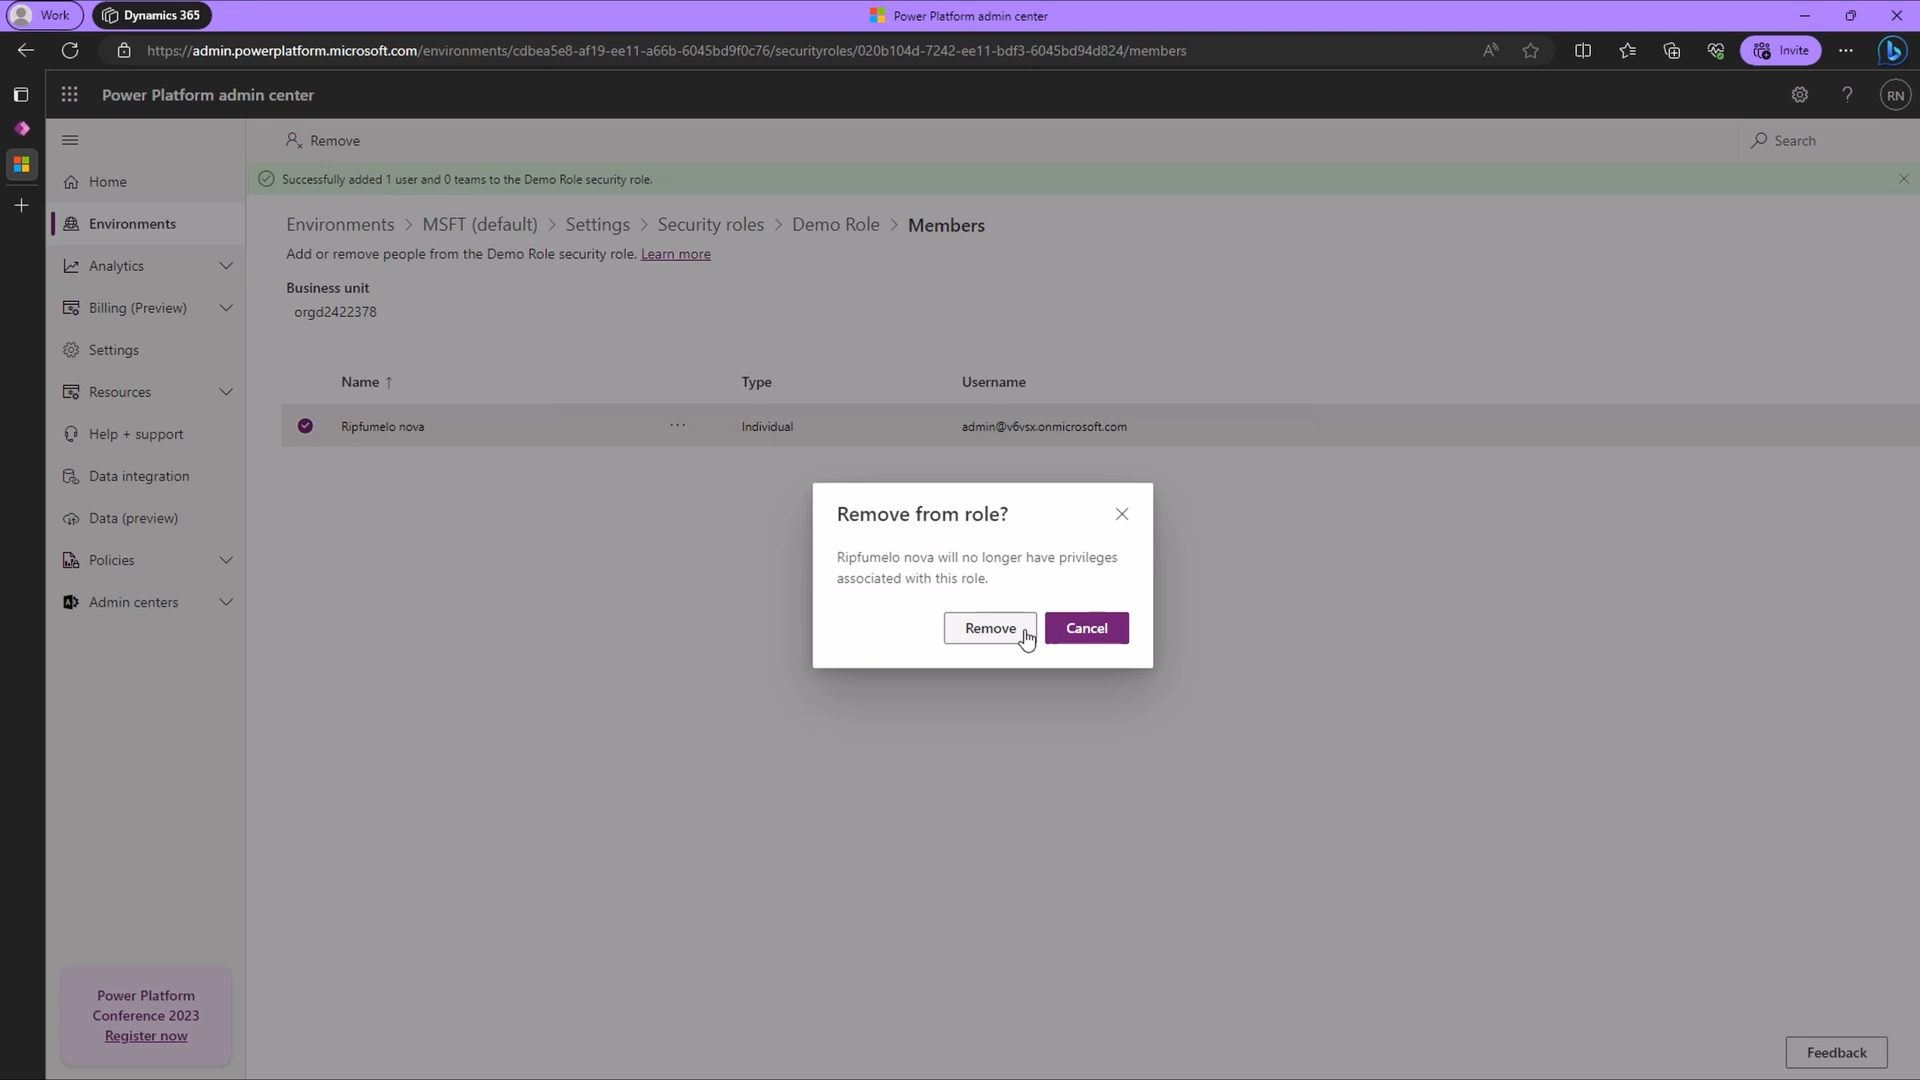 Work
Dynamics 365
Power Platform admin center
https://admin.powerplatform.microsoft.com/environments/cdbea5e8-af19-ee11-a66b-6045bd9f0c76/securityroles/020b104d-7242-ee11-bdf3-6045bd94d824/members
Invite
Power Platform admin center
RN
Remove
Search
Home
Successfully added 1 user and 0 teams to the Demo Role security role.
Environments
Environments > MSFT (default) > Settings > Security roles > Demo Role > Members
Add or remove people from the Demo Role security role. Learn more
Analytics
Business unit
Billing (Preview)
orgd2422378
Settings
Resources
Name ↑ Type Username
Ripfumelo nova ... Individual admin@v6vsx.onmicrosoft.com
Help + support
Data integration
Data (preview)
Policies
Admin centers
Remove from role?
Ripfumelo nova will no longer have privileges
associated with this role.
Remove
Cancel
Power Platform
Conference 2023
Register now
Feedback